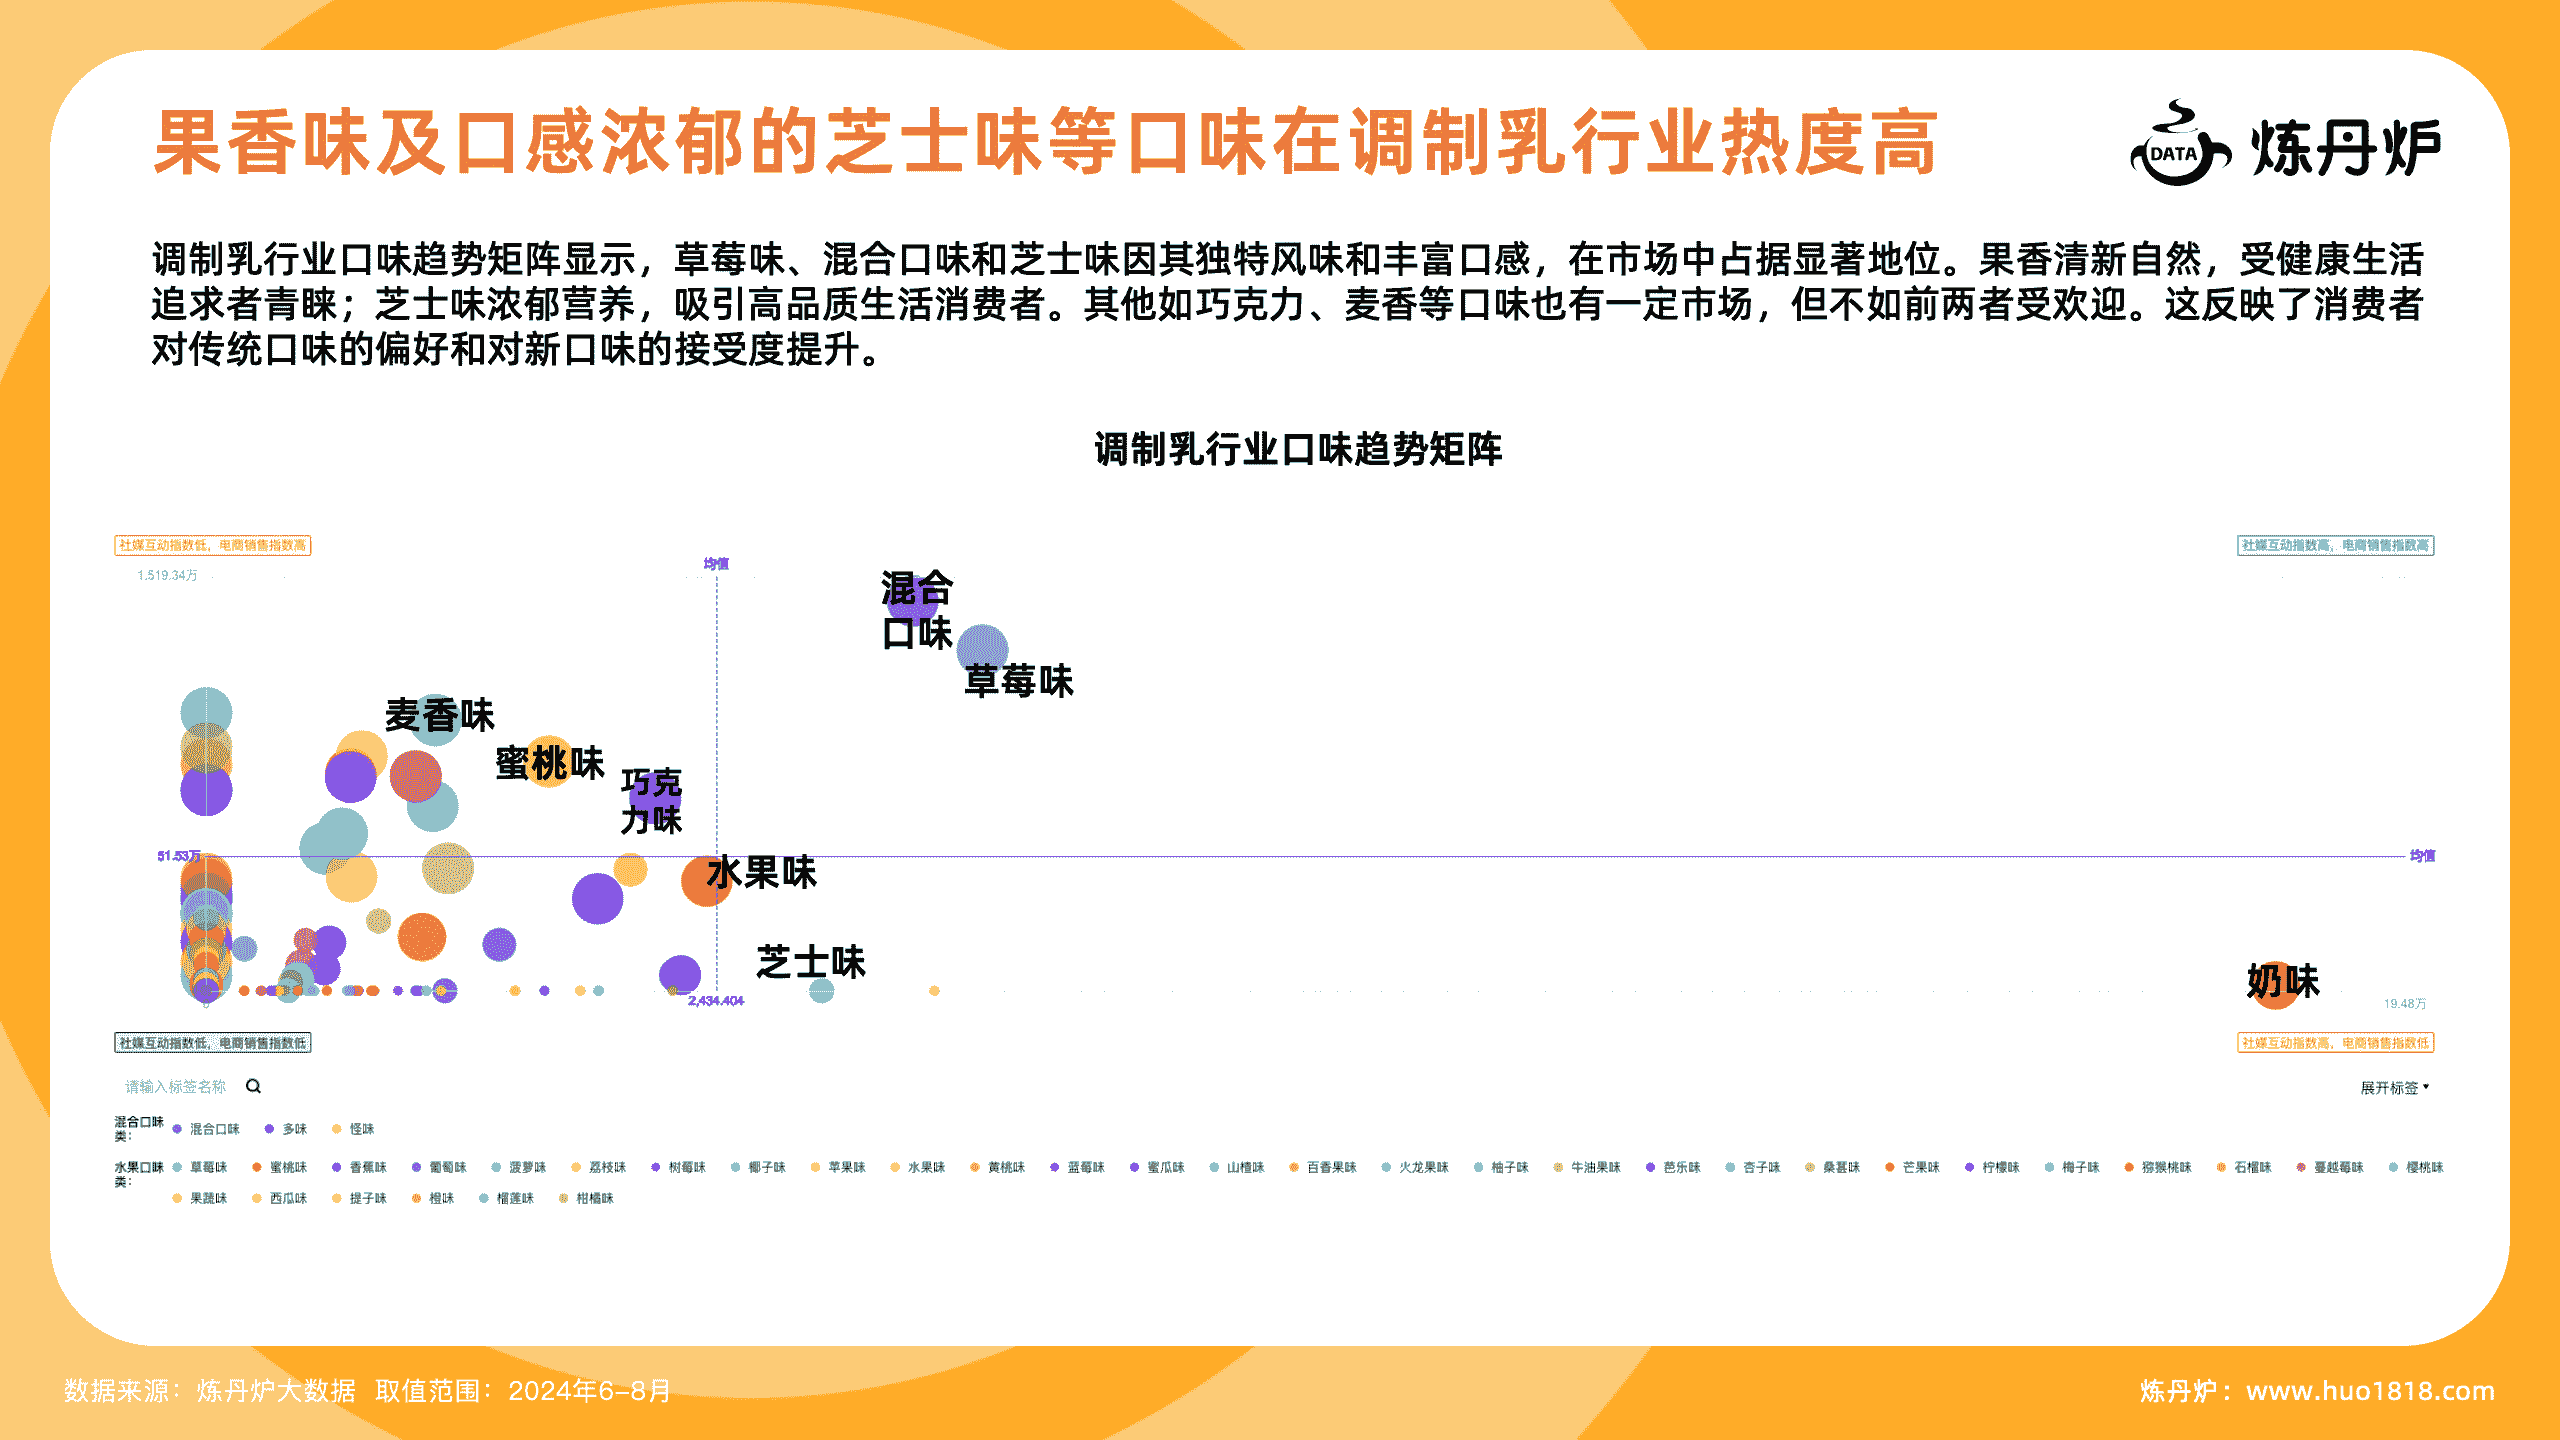 果香味及口感浓郁的芝士味等口味在调制乳行业热度高
DATA 炼丹炉
调制乳行业口味趋势矩阵显示，草莓味、混合口味和芝士味因其独特风味和丰富口感，在市场中占据显著地位。果香清新自然，受健康生活
追求者青睐；芝士味浓郁营养，吸引高品质生活消费者。其他如巧克力、麦香等口味也有一定市场，但不如前两者受欢迎。这反映了消费者
对传统口味的偏好和对新口味的接受度提升。
调制乳行业口味趋势矩阵
社媒互动指数低，电商销售指数高
社媒互动指数高，电商销售指数高
1,519.34万
均值
混合
口味
草莓味
麦香味
蜜桃味
巧克
力味
51.53万
均值
水果味
芝士味
奶味
2,434.404
19.48万
社媒互动指数低，电商销售指数低
社媒互动指数高，电商销售指数低
请输入标签名称
展开标签
混合口味
类：
混合口味 多味 怪味
水果口味
类：
草莓味 蜜桃味 香蕉味 葡萄味 菠萝味 荔枝味 树莓味 椰子味 苹果味 水果味 黄桃味 蓝莓味 蜜瓜味 山楂味 百香果味 火龙果味 柚子味 牛油果味 芭乐味 杏子味 桑葚味 芒果味 柠檬味 梅子味 猕猴桃味 石榴味 蔓越莓味 樱桃味
果蔬味 西瓜味 提子味 橙味 榴莲味 柑橘味
数据来源：炼丹炉大数据 取值范围：2024年6-8月
炼丹炉：www.huo1818.com